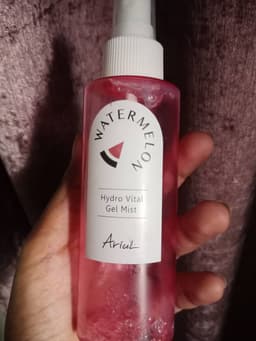 WATERMELON
Hydro Vital
Gel Mist
Ariul